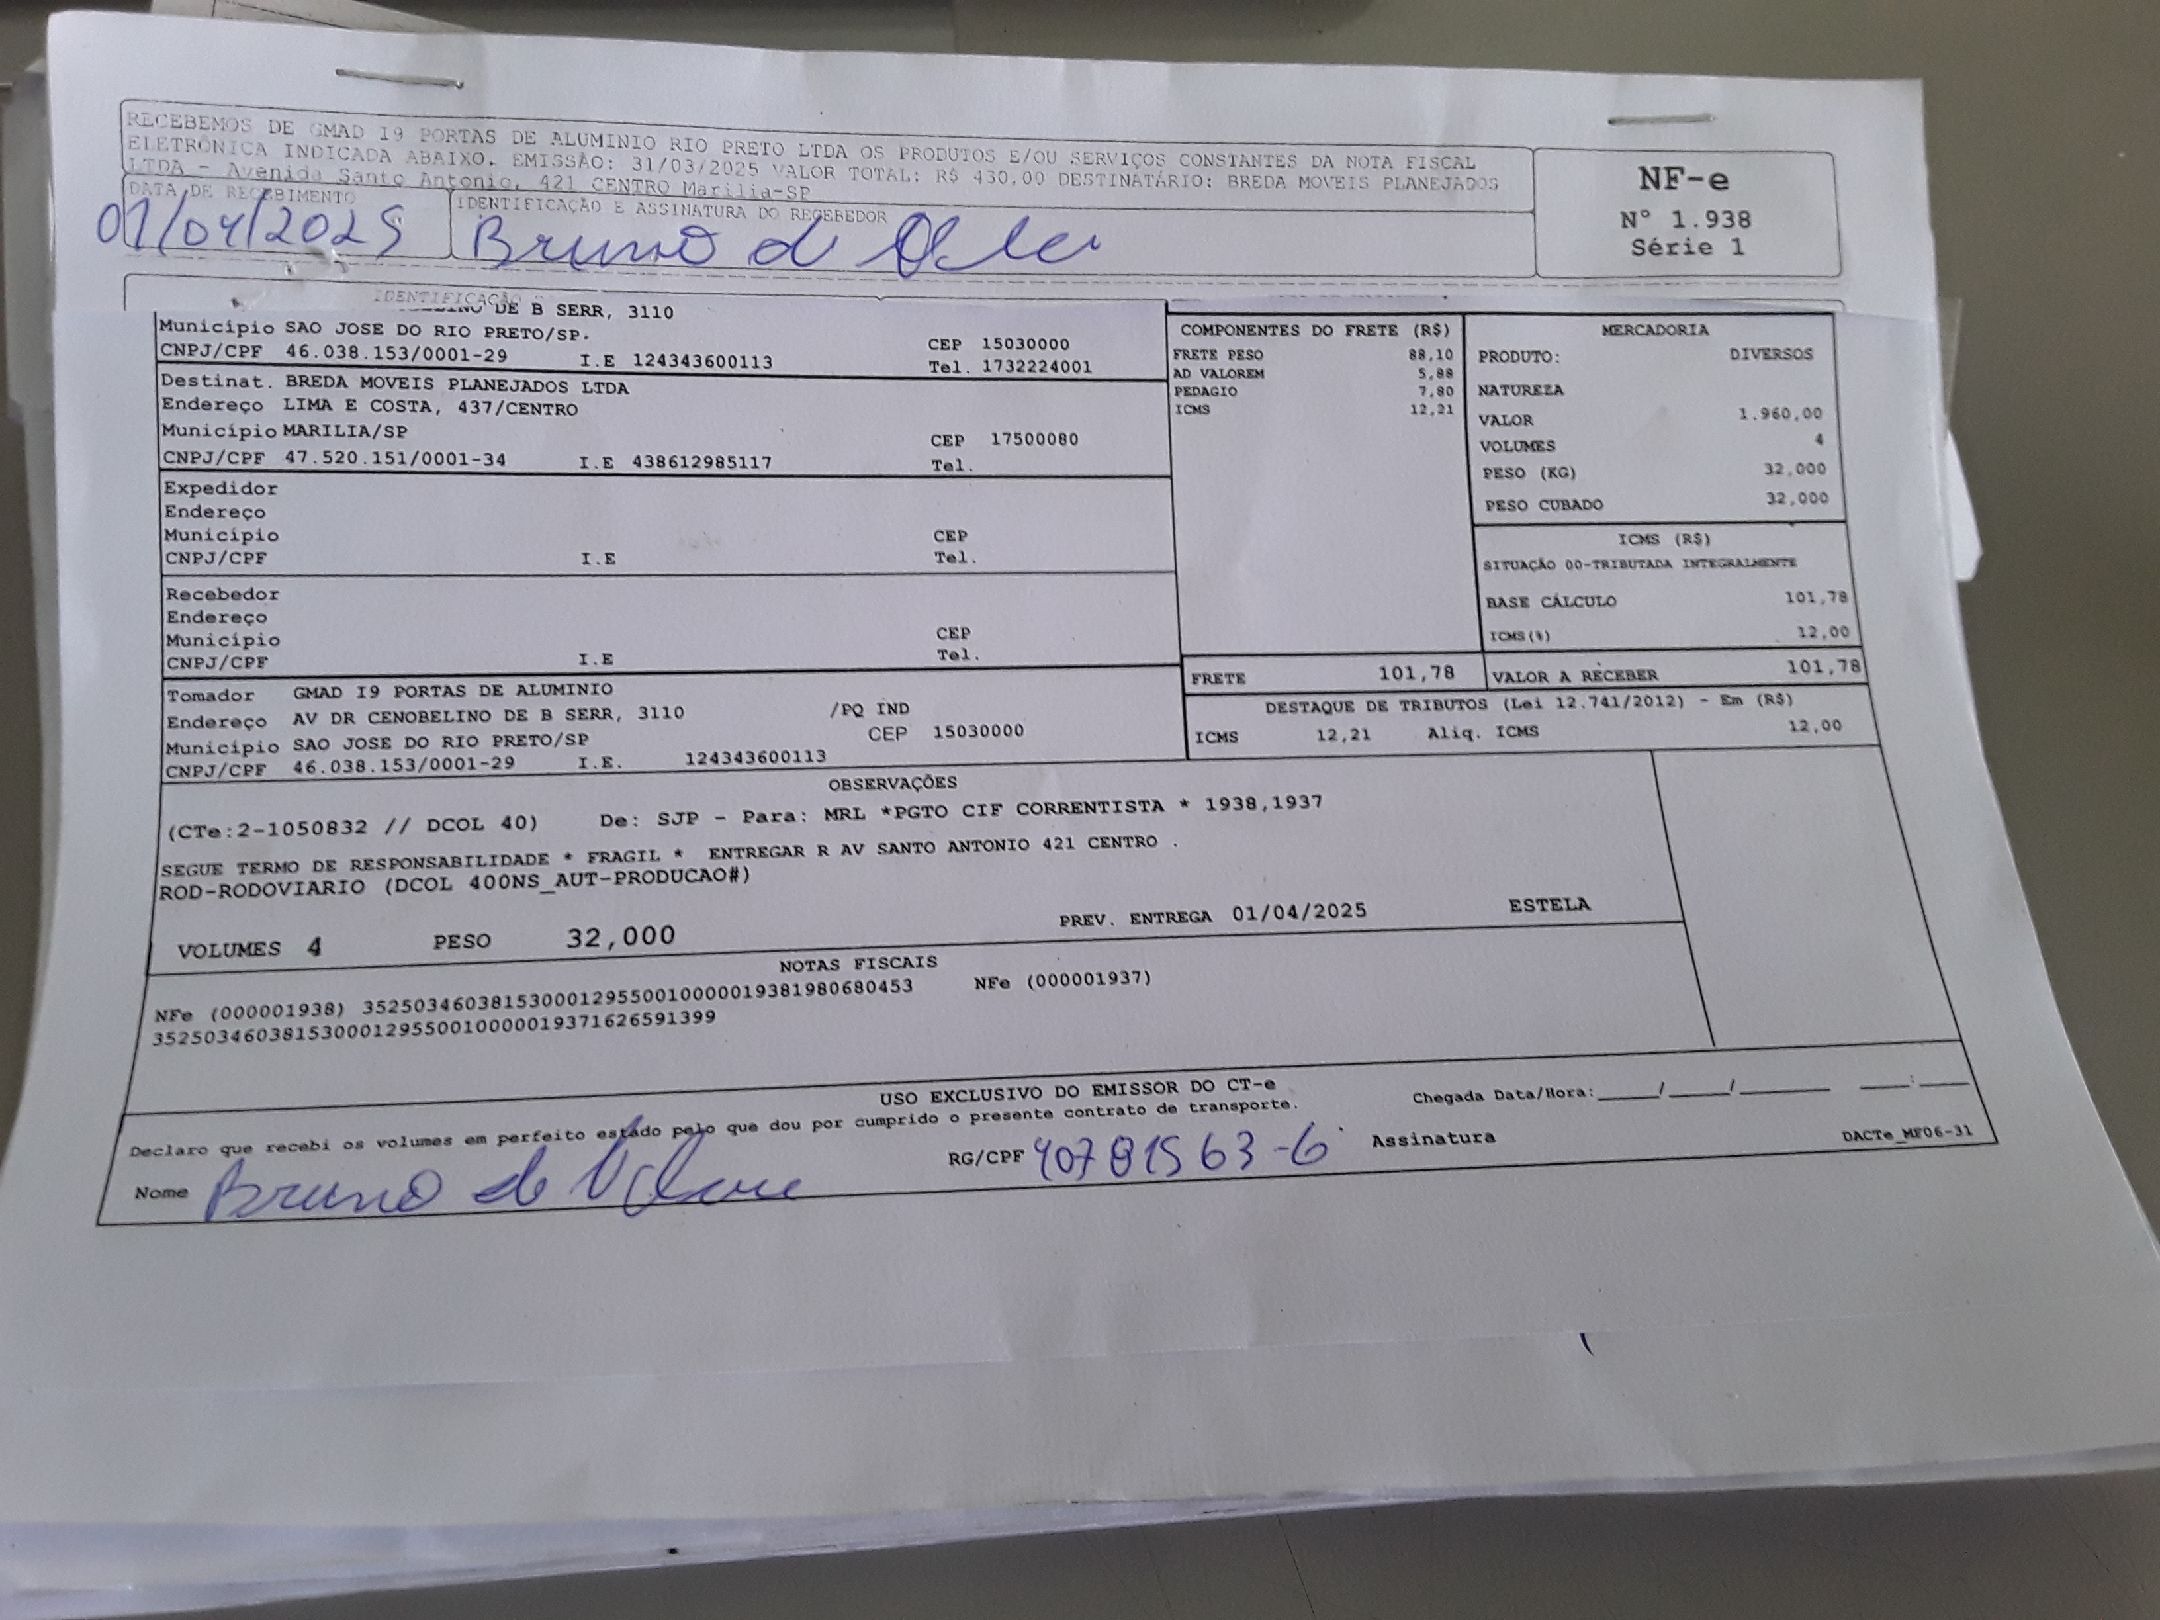 RECEBEMOS DE GMAD I9 PORTAS DE ALUMINIO RIO PRETO LTDA OS PRODUTOS E/OU SERVIÇOS CONSTANTES DA NOTA FISCAL
ELETRÔNICA INDICADA ABAIXO. EMISSÃO: 31/03/2025 VALOR TOTAL: R$ 430,00 DESTINATÁRIO: BREDA MOVEIS PLANEJADOS
LTDA - Avenida Santo Antonio, 421 CENTRO Marilia-SP
NF-e
Nº 1.938
Série 1
DATA DE RECEBIMENTO
01/04/2025
IDENTIFICAÇÃO E ASSINATURA DO RECEBEDOR
Bruno d
IDENTIFICAÇÃO
DE B SERR, 3110
Município SAO JOSE DO RIO PRETO/SP. CEP 15030000
CNPJ/CPF 46.038.153/0001-29 I.E 124343600113 Tel. 1732224001
Destinat. BREDA MOVEIS PLANEJADOS LTDA
Endereço LIMA E COSTA, 437/CENTRO
Município MARILIA/SP CEP 17500080
CNPJ/CPF 47.520.151/0001-34 I.E 438612985117 Tel.
Expedidor
Endereço
Município CEP
CNPJ/CPF I.E Tel.
Recebedor
Endereço
Município CEP
CNPJ/CPF I.E Tel.
Tomador GMAD I9 PORTAS DE ALUMINIO
Endereço AV DR CENOBELINO DE B SERR, 3110 /PQ IND
Município SAO JOSE DO RIO PRETO/SP CEP 15030000
CNPJ/CPF 46.038.153/0001-29 I.E. 124343600113
COMPONENTES DO FRETE (R$)
FRETE PESO 88,10
AD VALOREM 5,88
PEDAGIO 7,80
ICMS 12,21
MERCADORIA
PRODUTO: DIVERSOS
NATUREZA
VALOR 1.960,00
VOLUMES 4
PESO (KG) 32,000
PESO CUBADO 32,000
ICMS (R$)
SITUAÇÃO 00-TRIBUTADA INTEGRALMENTE
BASE CÁLCULO 101,78
ICMS(%) 12,00
FRETE 101,78 VALOR A RECEBER 101,78
DESTAQUE DE TRIBUTOS (Lei 12.741/2012) - Em (R$)
ICMS 12,21 Aliq. ICMS 12,00
OBSERVAÇÕES
(CTe:2-1050832 // DCOL 40) De: SJP - Para: MRL *PGTO CIF CORRENTISTA * 1938,1937
SEGUE TERMO DE RESPONSABILIDADE * FRAGIL * ENTREGAR R AV SANTO ANTONIO 421 CENTRO .
ROD-RODOVIARIO (DCOL 400NS_AUT-PRODUCAO#)
VOLUMES 4 PESO 32,000 PREV. ENTREGA 01/04/2025 ESTELA
NOTAS FISCAIS
NFe (000001938) 35250346038153000129550010000019381980680453 NFe (000001937)
35250346038153000129550010000019371626591399
USO EXCLUSIVO DO EMISSOR DO CT-e
Declaro que recebi os volumes em perfeito estado pelo que dou por cumprido o presente contrato de transporte. Chegada Data/Hora:_____/_____/________ ____:____
Nome Bruno de RG/CPF 40781563-6 Assinatura DACTe_MF06-31